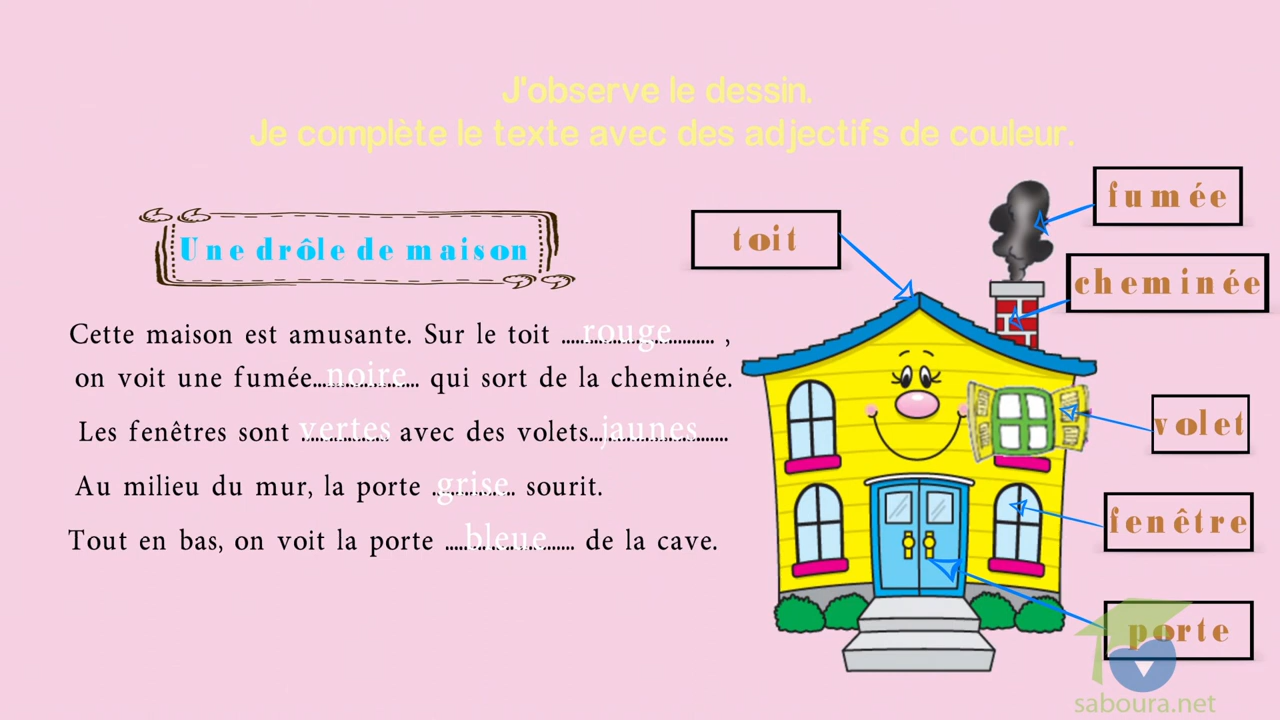 J'observe le dessin.
Je complète le texte avec des adjectifs de couleur.
Une drôle de maison
Cette maison est amusante. Sur le toit ......rouge...... ,
on voit une fumée...noire... qui sort de la cheminée.
Les fenêtres sont ...vertes... avec des volets...jaunes...
Au milieu du mur, la porte ...grise... sourit.
Tout en bas, on voit la porte ...bleue... de la cave.
toit
fumée
cheminée
volet
fenêtre
porte
saboura.net